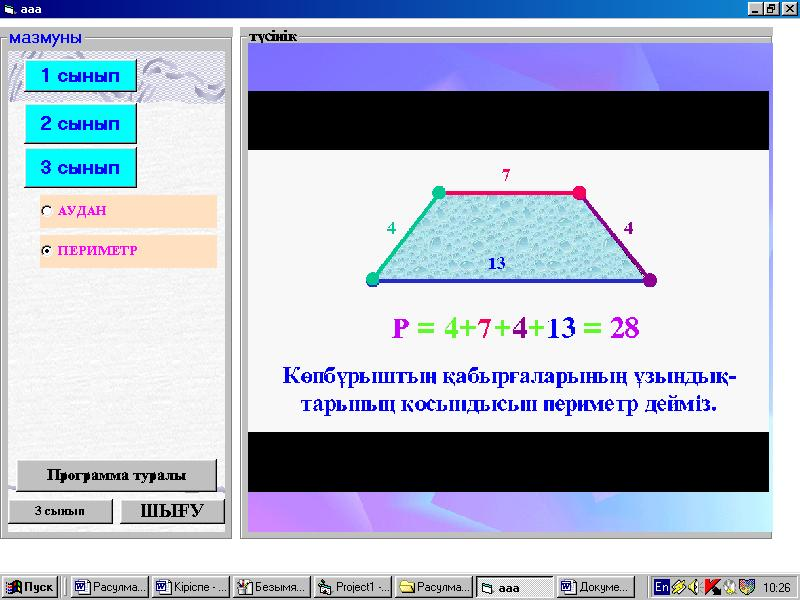 aaa
мазмуны
түсінік
1 сынып
2 сынып
3 сынып
АУДАН
ПЕРИМЕТР
7
4
4
13
P = 4+7+4+13 = 28
Көпбұрыштың қабырғаларының ұзындық-
тарының қосындысын периметр дейміз.
Программа туралы
3 сынып
ШЫҒУ
Пуск
Расулма...
Кіріспе - ...
Безымя...
Project1 -...
Расулма...
aaa
Докуме...
En
10:26